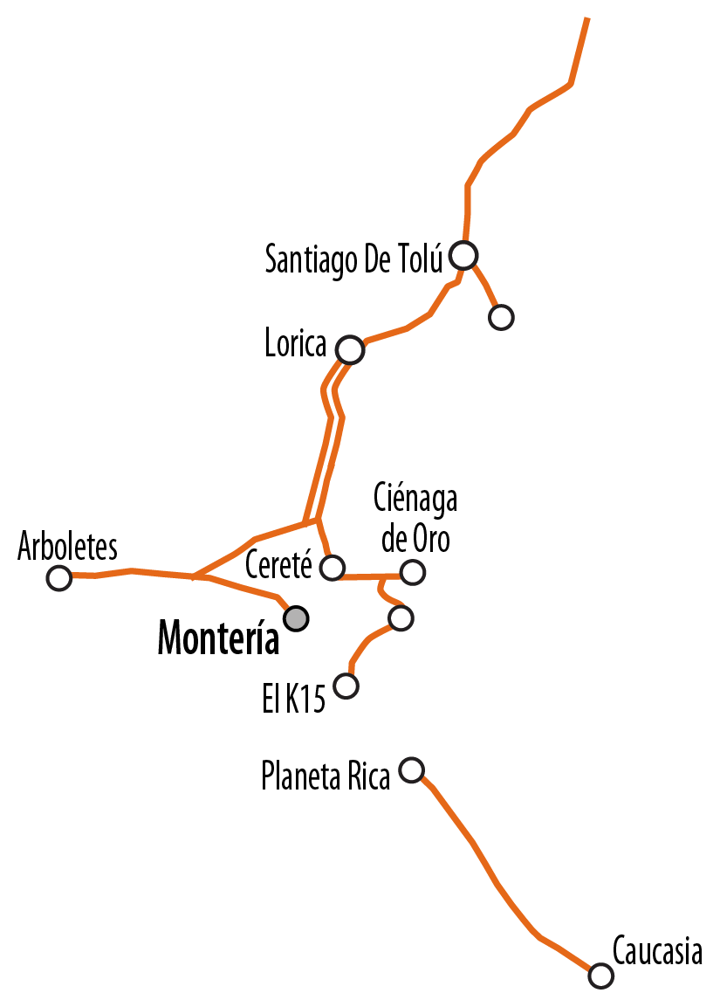 Santiago De Tolú
Lorica
Ciénaga
de Oro
Arboletes
Cereté
Montería
El K15
Planeta Rica
Caucasia